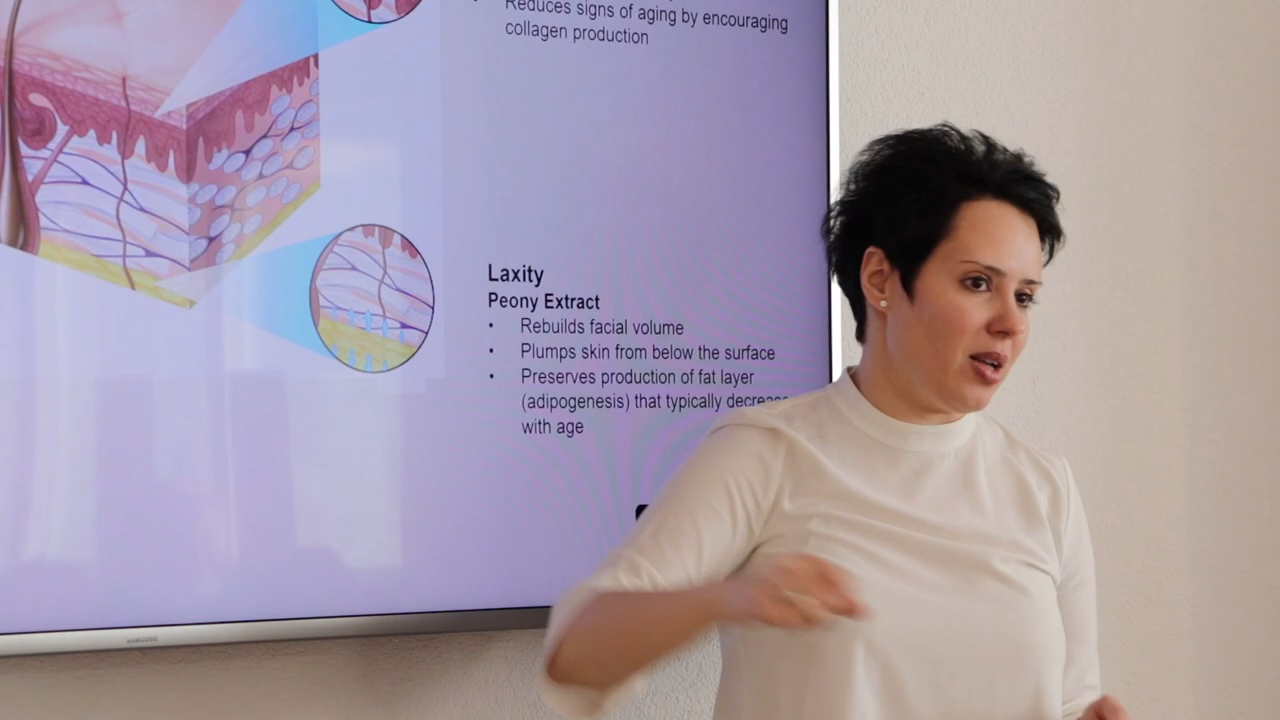 Reduces signs of aging by encouraging
collagen production
Laxity
Peony Extract
• Rebuilds facial volume
• Plumps skin from below the surface
• Preserves production of fat layer
(adipogenesis) that typically
with age